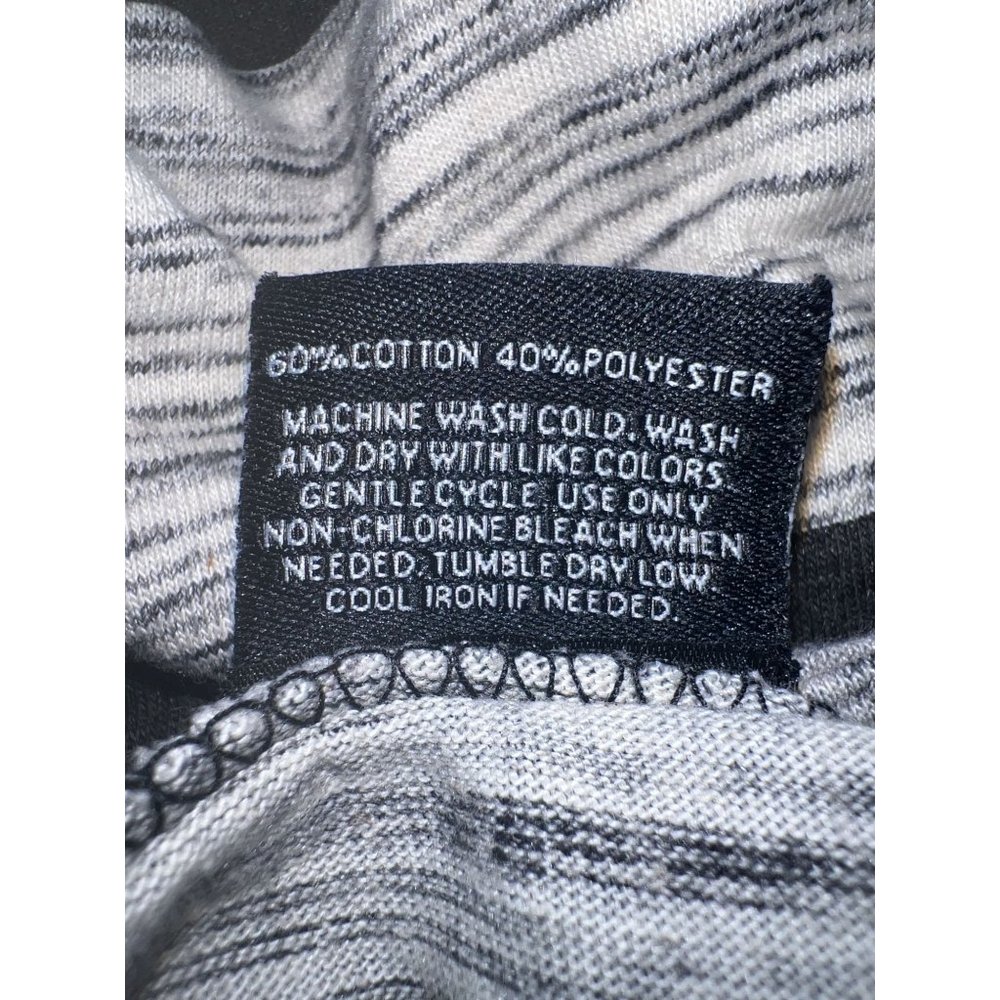 60% COTTON 40% POLYESTER
MACHINE WASH COLD. WASH
AND DRY WITH LIKE COLORS.
GENTLE CYCLE. USE ONLY
NON-CHLORINE BLEACH WHEN
NEEDED. TUMBLE DRY LOW.
COOL IRON IF NEEDED.